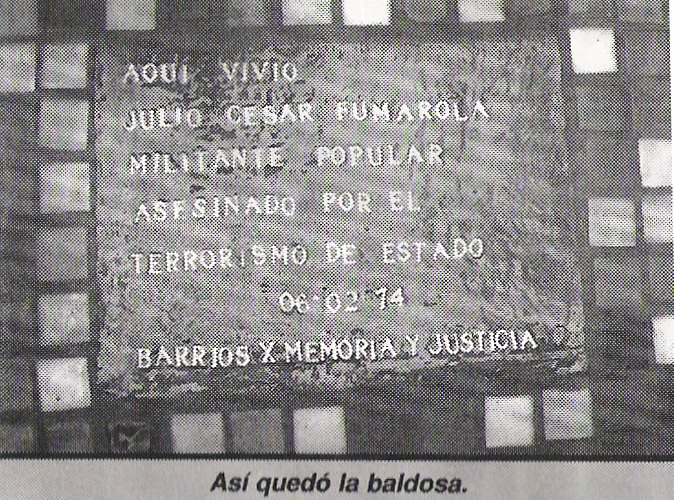 AQUI VIVIO
JULIO CESAR FUMAROLA
MILITANTE POPULAR
ASESINADO POR EL
TERRORISMO DE ESTADO
06·02·74
BARRIOS X MEMORIA Y JUSTICIA
Así quedó la baldosa.